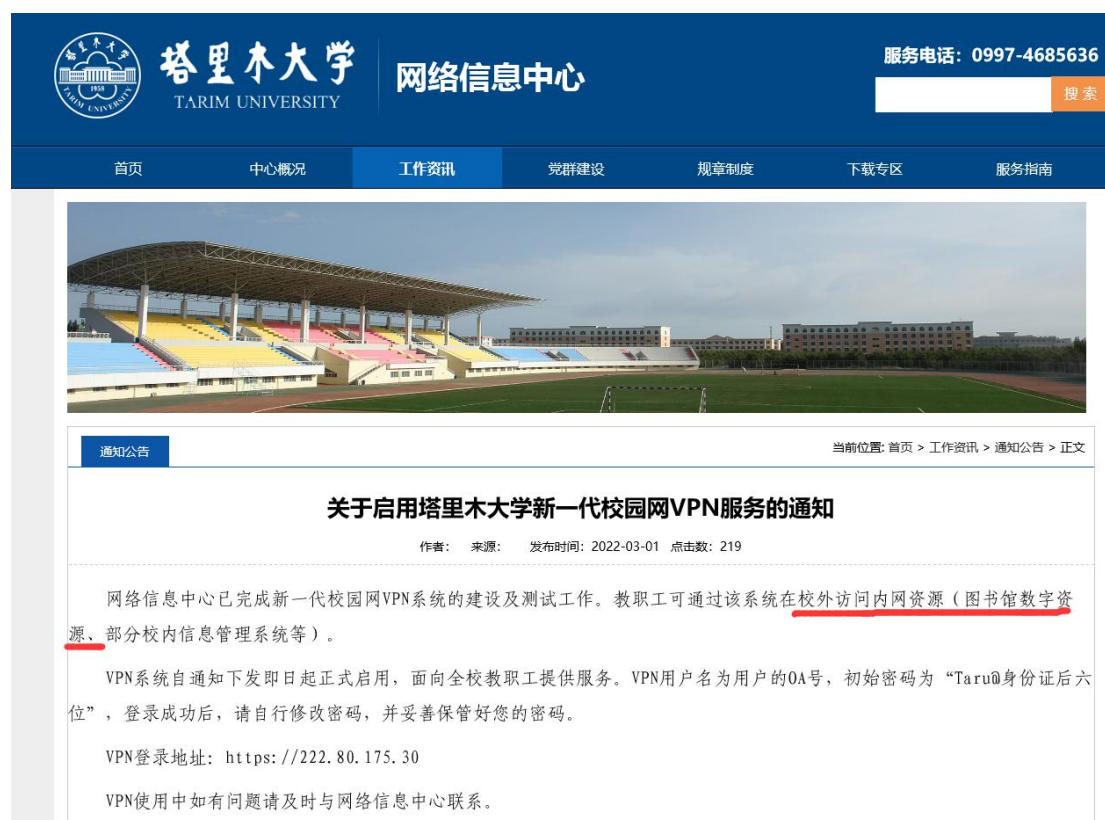 塔里木大学
TARIM UNIVERSITY
1958
TARIM UNIVERSITY
网络信息中心
服务电话：0997-4685636
搜索
首页 中心概况 工作资讯 党群建设 规章制度 下载专区 服务指南
通知公告
当前位置: 首页 > 工作资讯 > 通知公告 > 正文
关于启用塔里木大学新一代校园网VPN服务的通知
作者： 来源： 发布时间：2022-03-01 点击数：219
网络信息中心已完成新一代校园网VPN系统的建设及测试工作。教职工可通过该系统在校外访问内网资源（图书馆数字资
源、部分校内信息管理系统等）。
VPN系统自通知下发即日起正式启用，面向全校教职工提供服务。VPN用户名为用户的OA号，初始密码为“Taru@身份证后六
位”，登录成功后，请自行修改密码，并妥善保管好您的密码。
VPN登录地址：https://222.80.175.30
VPN使用中如有问题请及时与网络信息中心联系。